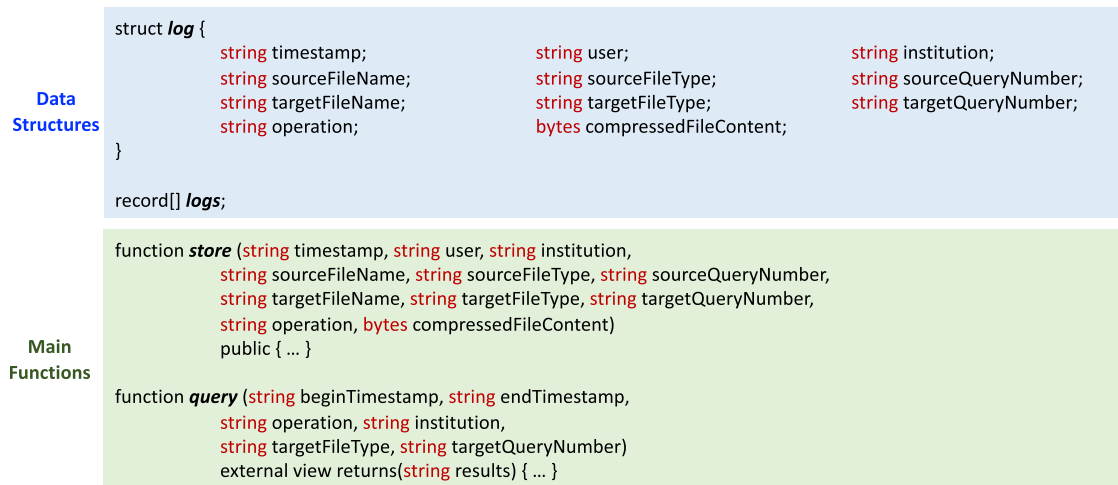 Data
Structures
struct log {
string timestamp; string user; string institution;
string sourceFileName; string sourceFileType; string sourceQueryNumber;
string targetFileName; string targetFileType; string targetQueryNumber;
string operation; bytes compressedFileContent;
}
record[] logs;
Main
Functions
function store (string timestamp, string user, string institution,
string sourceFileName, string sourceFileType, string sourceQueryNumber,
string targetFileName, string targetFileType, string targetQueryNumber,
string operation, bytes compressedFileContent)
public { … }
function query (string beginTimestamp, string endTimestamp,
string operation, string institution,
string targetFileType, string targetQueryNumber)
external view returns(string results) { … }